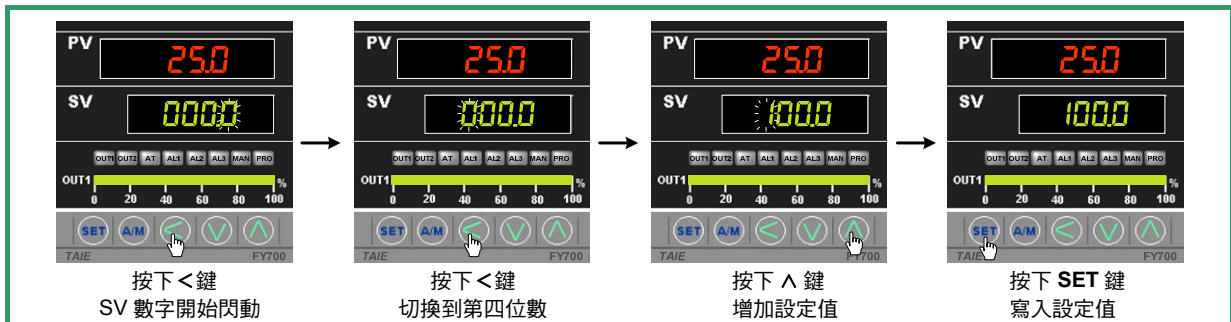 PV
25.0
SV
000.0
OUT1 OUT2 AT AL1 AL2 AL3 MAN PRO
OUT1
%
0 20 40 60 80 100
SET A/M < ∨ ∧
TAIE FY700
按下 < 鍵
SV 數字開始閃動
PV
25.0
SV
000.0
OUT1 OUT2 AT AL1 AL2 AL3 MAN PRO
OUT1
%
0 20 40 60 80 100
SET A/M < ∨ ∧
TAIE FY700
按下 < 鍵
切換到第四位數
PV
25.0
SV
100.0
OUT1 OUT2 AT AL1 AL2 AL3 MAN PRO
OUT1
%
0 20 40 60 80 100
SET A/M < ∨ ∧
TAIE FY700
按下 ∧ 鍵
增加設定值
PV
25.0
SV
100.0
OUT1 OUT2 AT AL1 AL2 AL3 MAN PRO
OUT1
%
0 20 40 60 80 100
SET A/M < ∨ ∧
TAIE FY700
按下 SET 鍵
寫入設定值